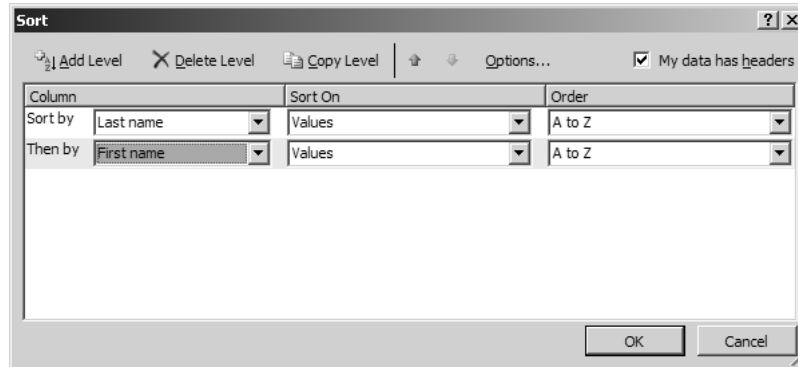 Sort
Add Level Delete Level Copy Level Options... My data has headers
Column Sort On Order
Sort by Last name Values A to Z
Then by First name Values A to Z
OK Cancel